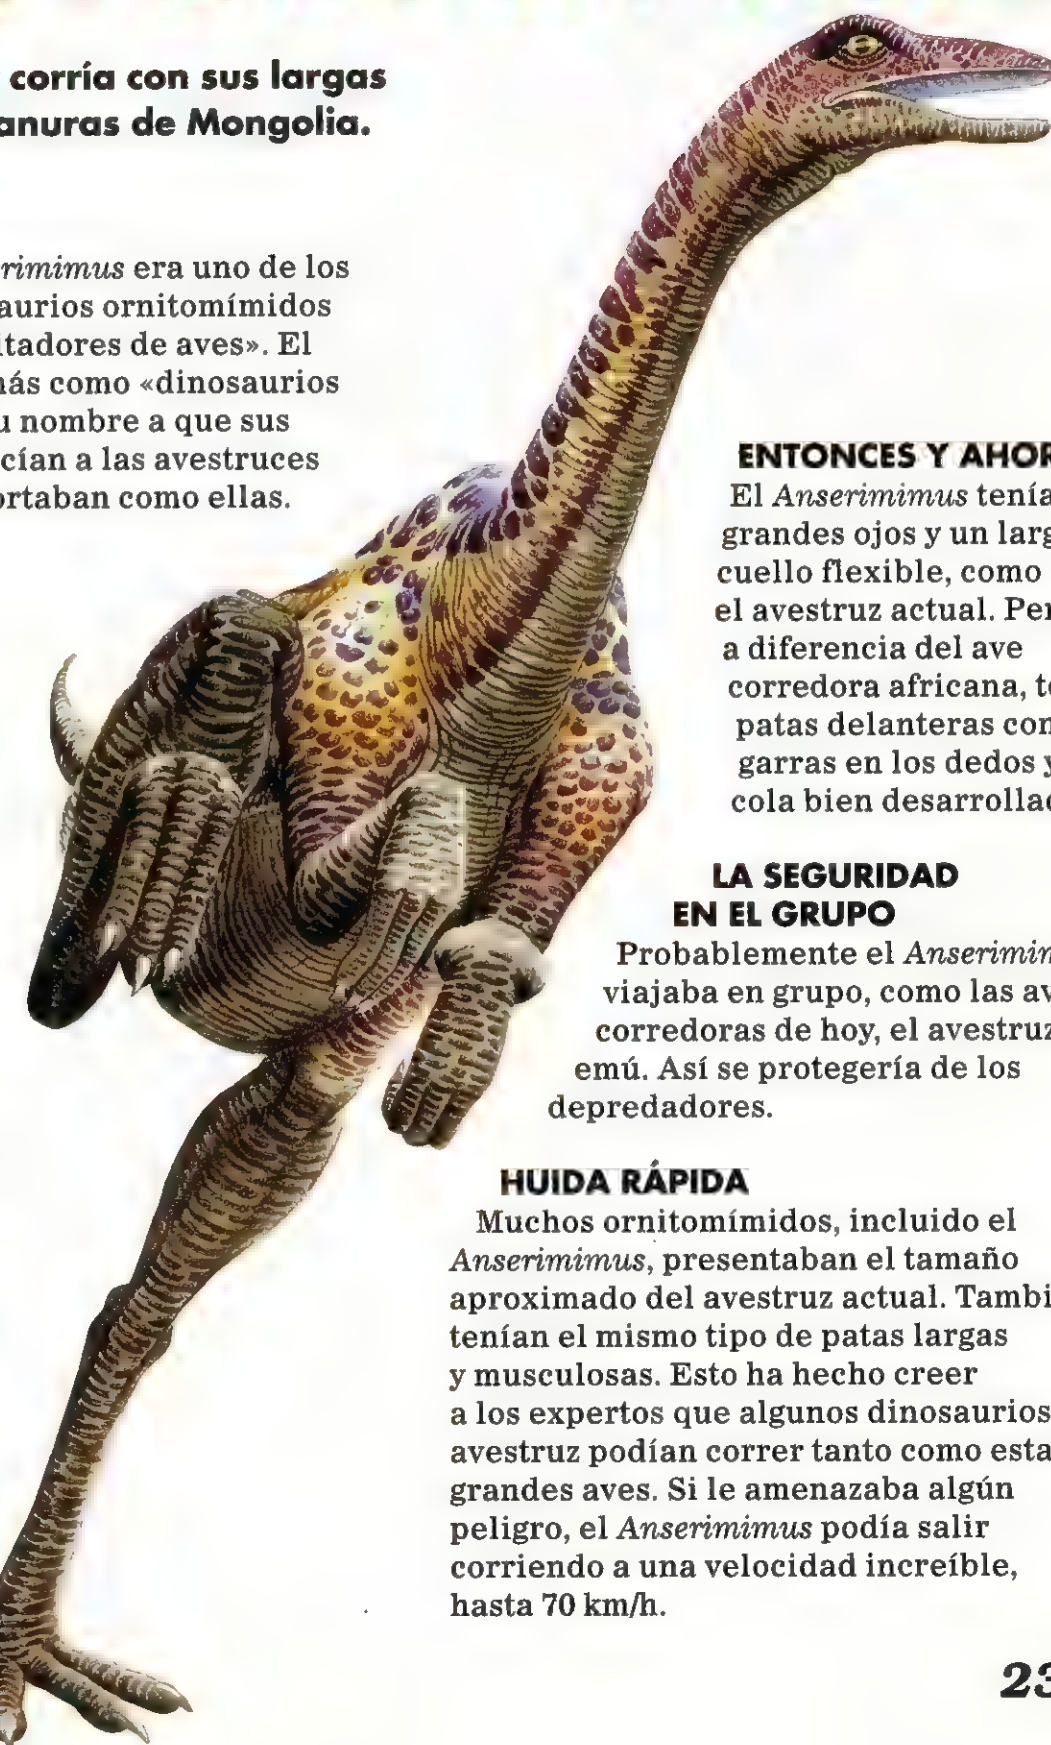 corría con sus largas
anuras de Mongolia.
rimimus era uno de los
aurios ornitomímidos
tadores de aves». El
más como «dinosaurios
u nombre a que sus
cían a las avestruces
ortaban como ellas.
ENTONCES Y AHOR
El Anserimimus tenía
grandes ojos y un larg
cuello flexible, como
el avestruz actual. Per
a diferencia del ave
corredora africana, te
patas delanteras con
garras en los dedos y
cola bien desarrollad
LA SEGURIDAD
EN EL GRUPO
Probablemente el Anserimim
viajaba en grupo, como las av
corredoras de hoy, el avestruz
emú. Así se protegería de los
depredadores.
HUIDA RÁPIDA
Muchos ornitomímidos, incluido el
Anserimimus, presentaban el tamaño
aproximado del avestruz actual. Tambi
tenían el mismo tipo de patas largas
y musculosas. Esto ha hecho creer
a los expertos que algunos dinosaurios
avestruz podían correr tanto como esta
grandes aves. Si le amenazaba algún
peligro, el Anserimimus podía salir
corriendo a una velocidad increíble,
hasta 70 km/h.
23